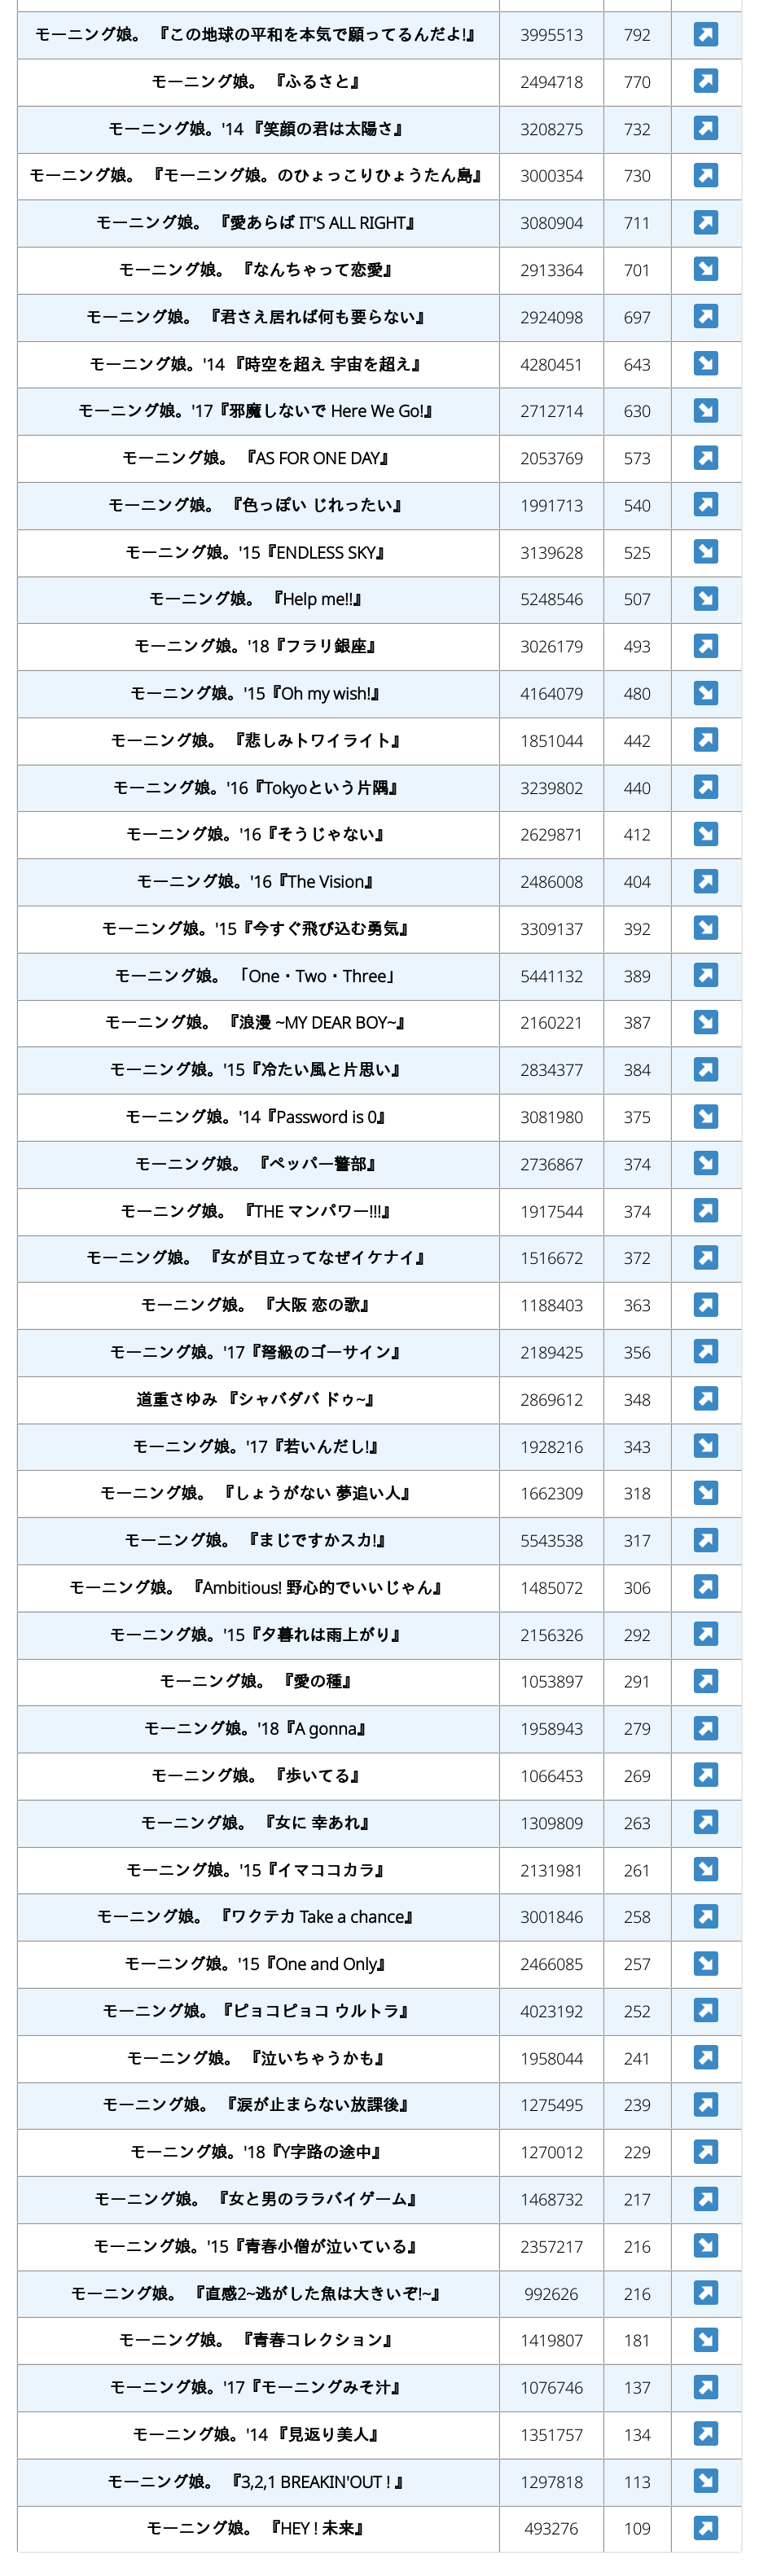 モーニング娘。 『この地球の平和を本気で願ってるんだよ!』 3995513 792 ↗
モーニング娘。 『ふるさと』 2494718 770 ↗
モーニング娘。'14 『笑顔の君は太陽さ』 3208275 732 ↗
モーニング娘。 『モーニング娘。のひょっこりひょうたん島』 3000354 730 ↗
モーニング娘。 『愛あらば IT'S ALL RIGHT』 3080904 711 ↗
モーニング娘。 『なんちゃって恋愛』 2913364 701 ↘
モーニング娘。 『君さえ居れば何も要らない』 2924098 697 ↗
モーニング娘。'14 『時空を超え 宇宙を超え』 4280451 643 ↘
モーニング娘。'17『邪魔しないで Here We Go!』 2712714 630 ↘
モーニング娘。 『AS FOR ONE DAY』 2053769 573 ↗
モーニング娘。 『色っぽい じれったい』 1991713 540 ↗
モーニング娘。'15『ENDLESS SKY』 3139628 525 ↘
モーニング娘。 『Help me!!』 5248546 507 ↘
モーニング娘。'18『フラリ銀座』 3026179 493 ↗
モーニング娘。'15『Oh my wish!』 4164079 480 ↘
モーニング娘。 『悲しみトワイライト』 1851044 442 ↗
モーニング娘。'16『Tokyoという片隅』 3239802 440 ↗
モーニング娘。'16『そうじゃない』 2629871 412 ↘
モーニング娘。'16『The Vision』 2486008 404 ↗
モーニング娘。'15『今すぐ飛び込む勇気』 3309137 392 ↘
モーニング娘。 「One・Two・Three」 5441132 389 ↗
モーニング娘。 『浪漫 ~MY DEAR BOY~』 2160221 387 ↘
モーニング娘。'15『冷たい風と片思い』 2834377 384 ↗
モーニング娘。'14『Password is 0』 3081980 375 ↘
モーニング娘。 『ペッパー警部』 2736867 374 ↘
モーニング娘。 『THE マンパワー!!!』 1917544 374 ↗
モーニング娘。 『女が目立ってなぜイケナイ』 1516672 372 ↗
モーニング娘。 『大阪 恋の歌』 1188403 363 ↗
モーニング娘。'17『弩級のゴーサイン』 2189425 356 ↗
道重さゆみ 『シャバダバ ドゥ~』 2869612 348 ↗
モーニング娘。'17『若いんだし!』 1928216 343 ↘
モーニング娘。 『しょうがない 夢追い人』 1662309 318 ↘
モーニング娘。 『まじですかスカ!』 5543538 317 ↗
モーニング娘。 『Ambitious! 野心的でいいじゃん』 1485072 306 ↗
モーニング娘。'15『夕暮れは雨上がり』 2156326 292 ↗
モーニング娘。 『愛の種』 1053897 291 ↗
モーニング娘。'18『A gonna』 1958943 279 ↗
モーニング娘。 『歩いてる』 1066453 269 ↗
モーニング娘。 『女に 幸あれ』 1309809 263 ↗
モーニング娘。'15『イマココカラ』 2131981 261 ↘
モーニング娘。 『ワクテカ Take a chance』 3001846 258 ↗
モーニング娘。'15『One and Only』 2466085 257 ↘
モーニング娘。『ピョコピョコ ウルトラ』 4023192 252 ↗
モーニング娘。 『泣いちゃうかも』 1958044 241 ↗
モーニング娘。 『涙が止まらない放課後』 1275495 239 ↗
モーニング娘。'18『Y字路の途中』 1270012 229 ↗
モーニング娘。 『女と男のララバイゲーム』 1468732 217 ↗
モーニング娘。'15『青春小僧が泣いている』 2357217 216 ↘
モーニング娘。 『直感2~逃がした魚は大きいぞ!~』 992626 216 ↗
モーニング娘。 『青春コレクション』 1419807 181 ↘
モーニング娘。'17『モーニングみそ汁』 1076746 137 ↗
モーニング娘。'14 『見返り美人』 1351757 134 ↗
モーニング娘。 『3,2,1 BREAKIN'OUT ! 』 1297818 113 ↘
モーニング娘。 『HEY ! 未来』 493276 109 ↗